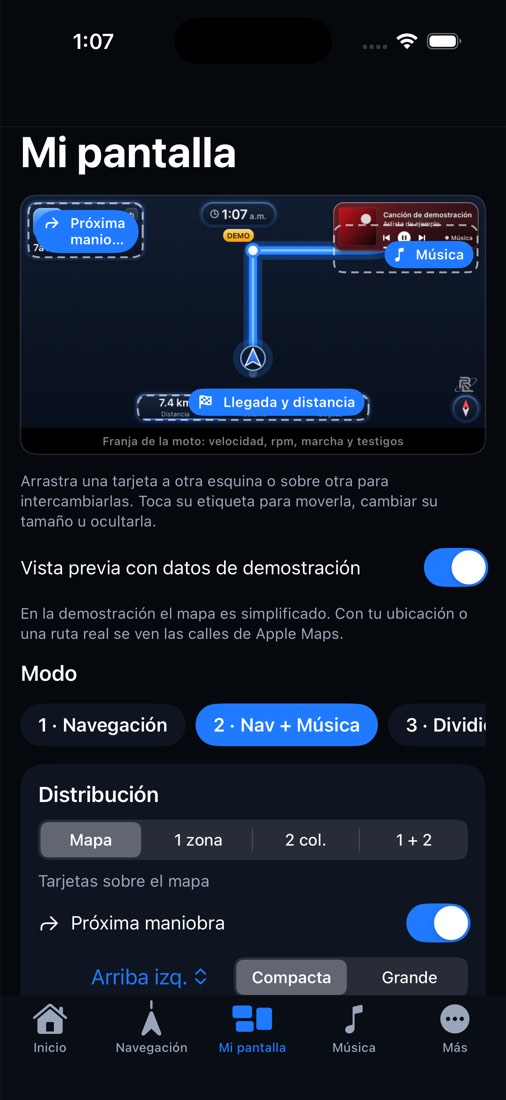 1:07
Mi pantalla
Próxima
manio...
1:07 a.m.
DEMO
Canción de demostración
Artista de ejemplo
Música
Música
7.4 km
Distancia
Llegada y distancia
Franja de la moto: velocidad, rpm, marcha y testigos
Arrastra una tarjeta a otra esquina o sobre otra para
intercambiarlas. Toca su etiqueta para moverla, cambiar su
tamaño u ocultarla.
Vista previa con datos de demostración
En la demostración el mapa es simplificado. Con tu ubicación o
una ruta real se ven las calles de Apple Maps.
Modo
1 · Navegación
2 · Nav + Música
3 · Dividi
Distribución
Mapa
1 zona
2 col.
1 + 2
Tarjetas sobre el mapa
Próxima maniobra
Arriba izq.
Compacta
Grande
Inicio
Navegación
Mi pantalla
Música
Más